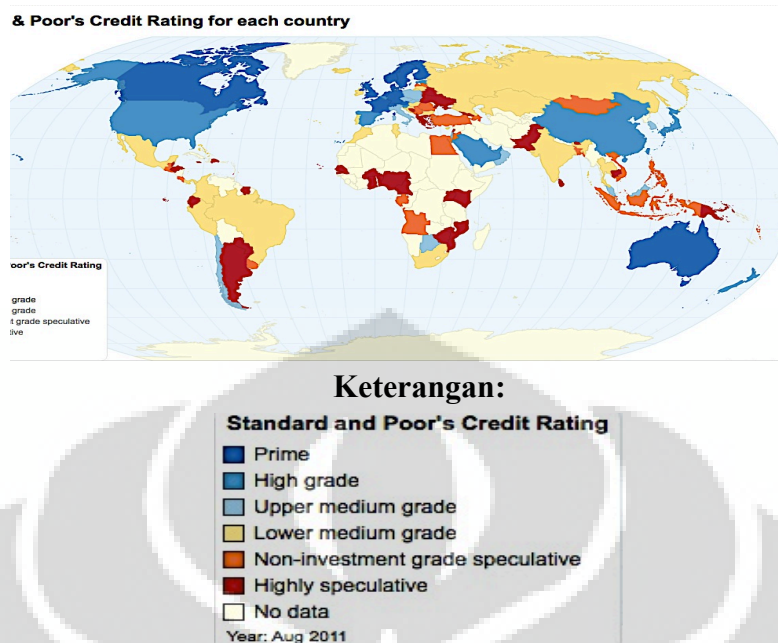 & Poor's Credit Rating for each country
oor's Credit Rating
grade
grade
t grade speculative
tive
Keterangan:
Standard and Poor's Credit Rating
Prime
High grade
Upper medium grade
Lower medium grade
Non-investment grade speculative
Highly speculative
No data
Year: Aug 2011